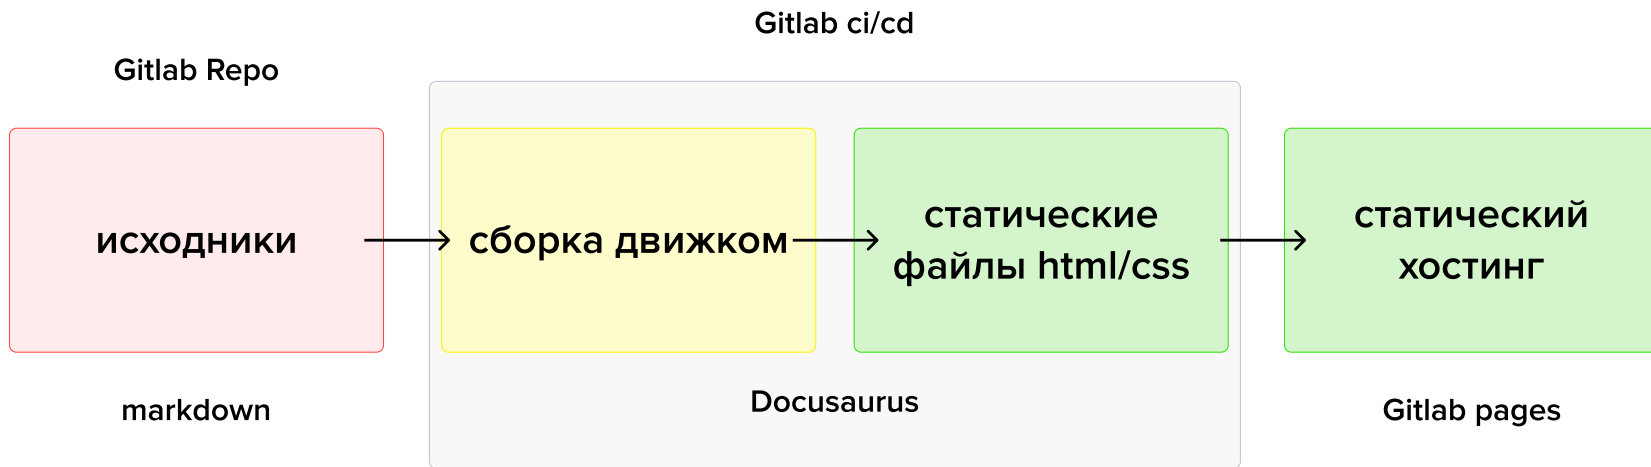 Gitlab ci/cd
Gitlab Repo
исходники
сборка движком
статические
файлы html/css
статический
хостинг
markdown
Docusaurus
Gitlab pages